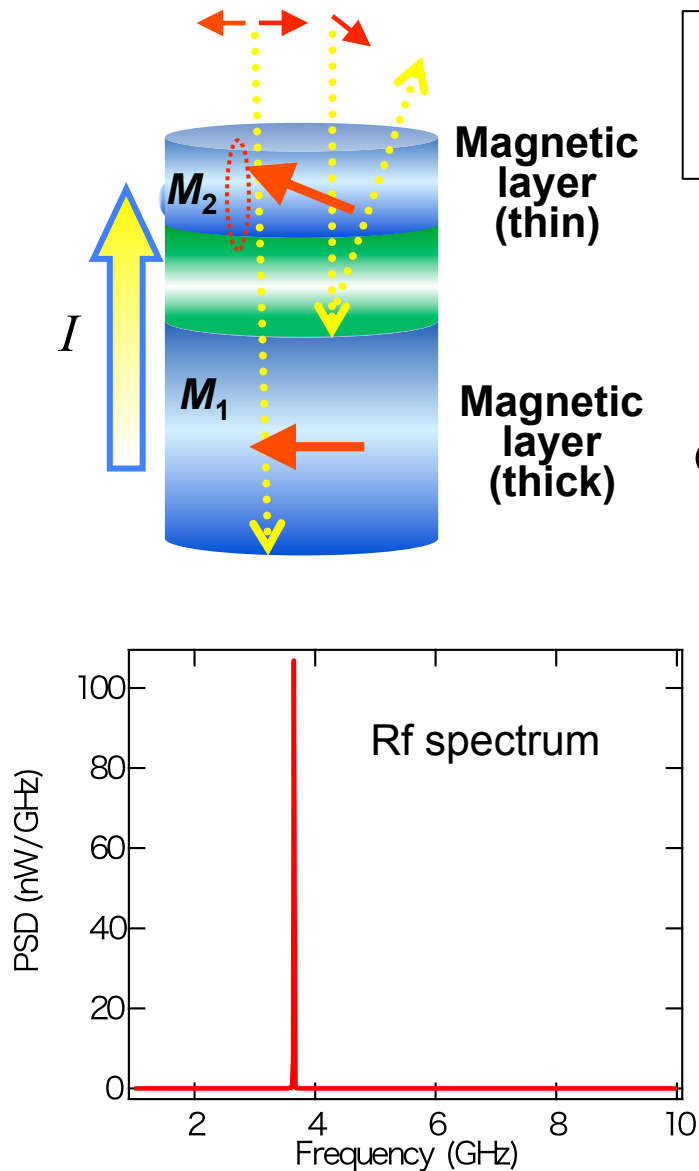 Magnetic
layer
(thin)
M2
I
M1
Magnetic
layer
(thick)
Rf spectrum
PSD (nW/GHz)
100
80
60
40
20
0
2 4 6 8 10
Frequency (GHz)